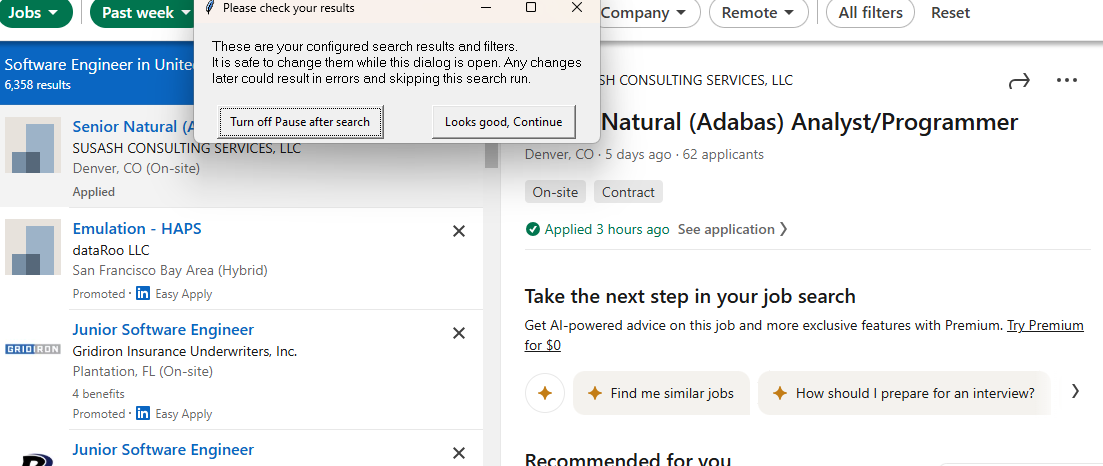 Jobs
Past week
Company
Remote
All filters
Reset
Please check your results
These are your configured search results and filters.
It is safe to change them while this dialog is open. Any changes
later could result in errors and skipping this search run.
Turn off Pause after search
Looks good, Continue
Software Engineer in Unite
6,358 results
Senior Natural (A
SUSASH CONSULTING SERVICES, LLC
Denver, CO (On-site)
Applied
Emulation - HAPS
dataRoo LLC
San Francisco Bay Area (Hybrid)
Promoted · in Easy Apply
GRIDIRON
Junior Software Engineer
Gridiron Insurance Underwriters, Inc.
Plantation, FL (On-site)
4 benefits
Promoted · in Easy Apply
Junior Software Engineer
SH CONSULTING SERVICES, LLC
Natural (Adabas) Analyst/Programmer
Denver, CO · 5 days ago · 62 applicants
On-site
Contract
Applied 3 hours ago See application
Take the next step in your job search
Get AI-powered advice on this job and more exclusive features with Premium. Try Premium
for $0
Find me similar jobs
How should I prepare for an interview?
Recommended for you